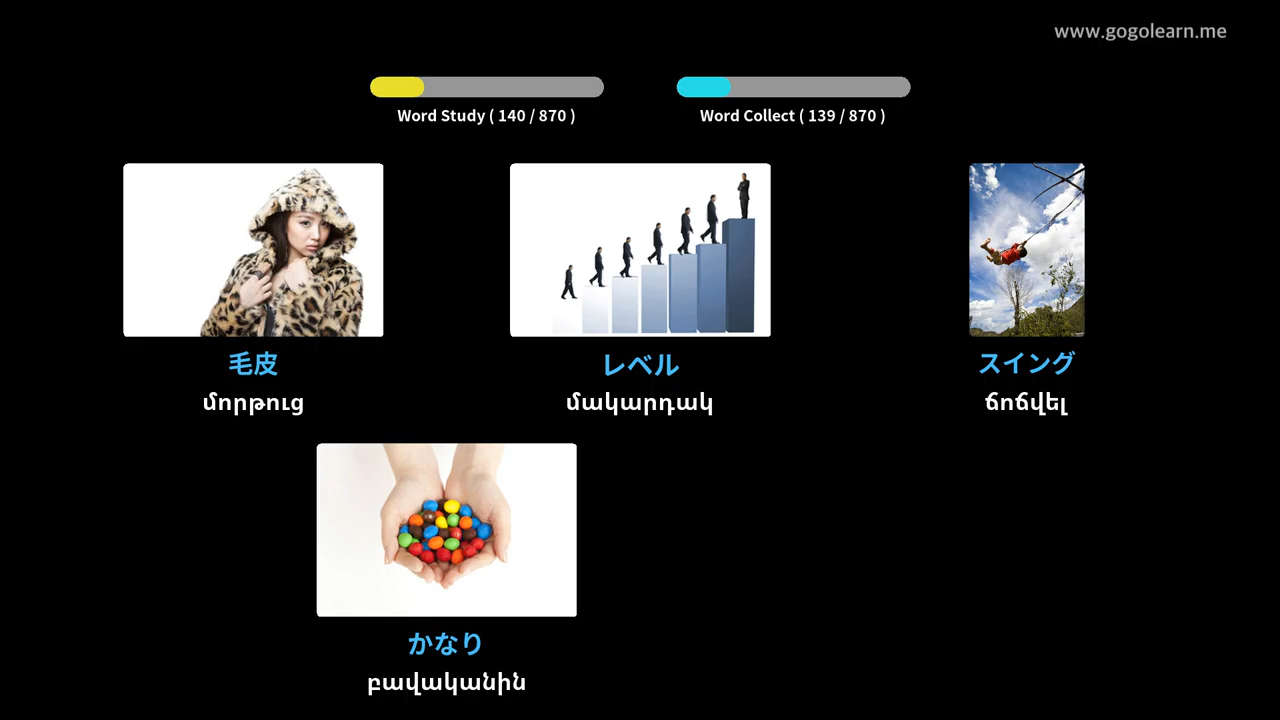 www.gogolearn.me
Word Study ( 140 / 870 )
Word Collect ( 139 / 870 )
毛皮
մորթուց
レベル
մակարդակ
スイング
ճոճվել
かなり
բավականին